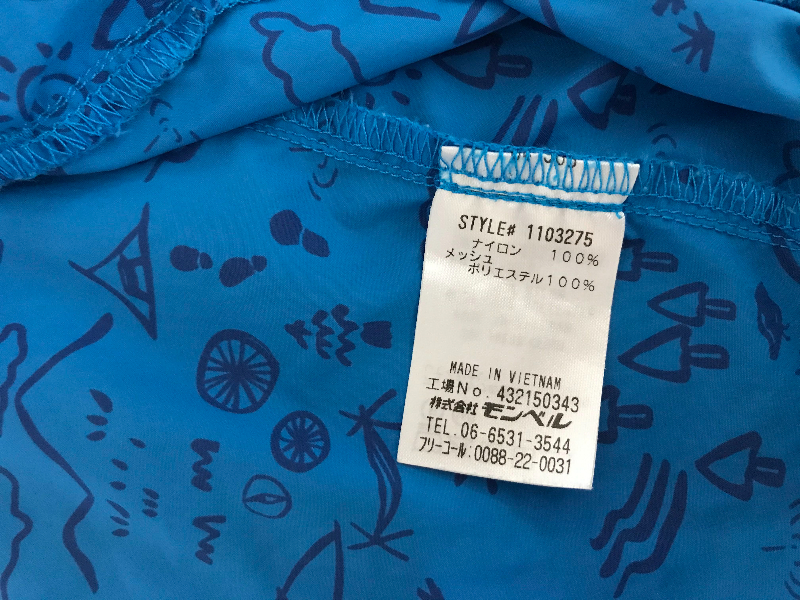 STYLE# 1103275
ナイロン 100%
メッシュ
ポリエステル100%
MADE IN VIETNAM
工場No.432150343
株式会社 モンベル
TEL.06-6531-3544
フリーコール:0088-22-0031